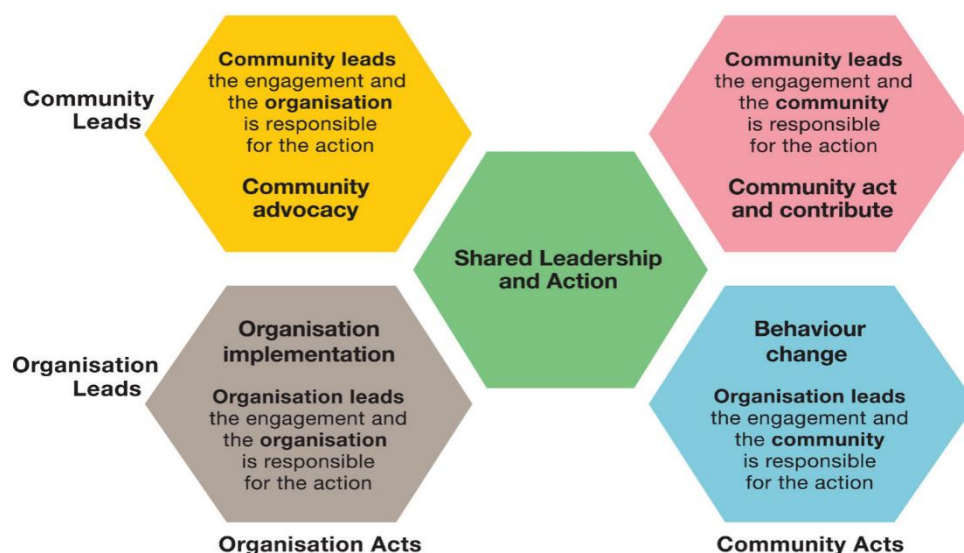 Community
Leads
Community leads
the engagement and
the organisation
is responsible
for the action
Community
advocacy
Community leads
the engagement and
the community
is responsible
for the action
Community act
and contribute
Shared Leadership
and Action
Organisation
Leads
Organisation
implementation
Organisation leads
the engagement and
the organisation
is responsible
for the action
Behaviour
change
Organisation leads
the engagement and
the community
is responsible
for the action
Organisation Acts
Community Acts